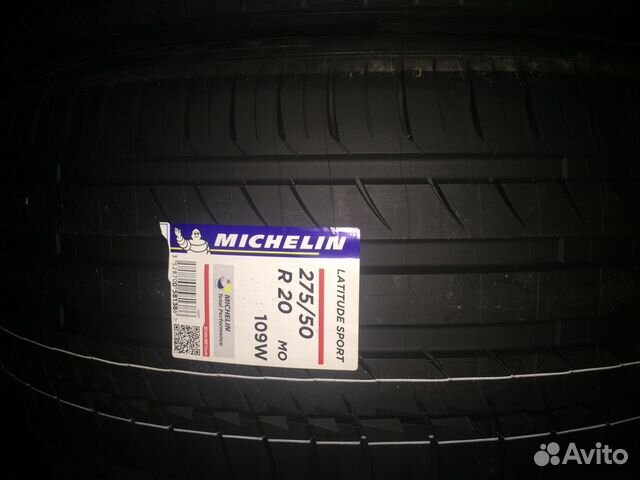 MICHELIN
LATITUDE SPORT
275/50
R 20 MO
109W
MICHELIN
Total Performance
Avito